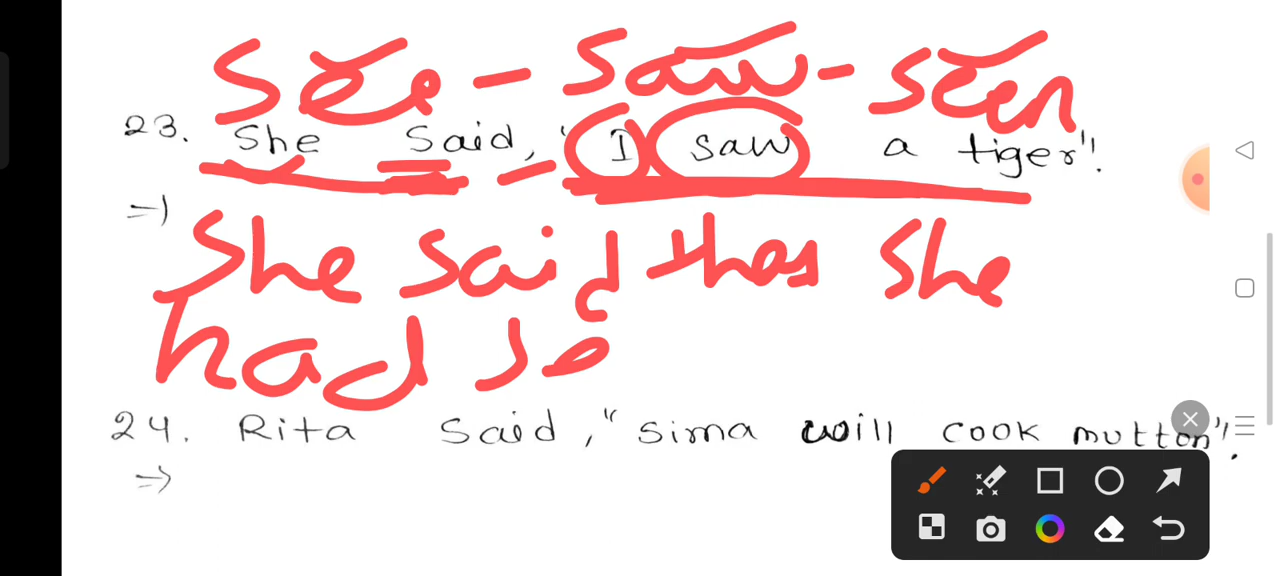 see - saw - seen
23. She Said, "I saw a tiger".
=> She said that she
had se
24. Rita Said, "Sima will cook mutton".
=>